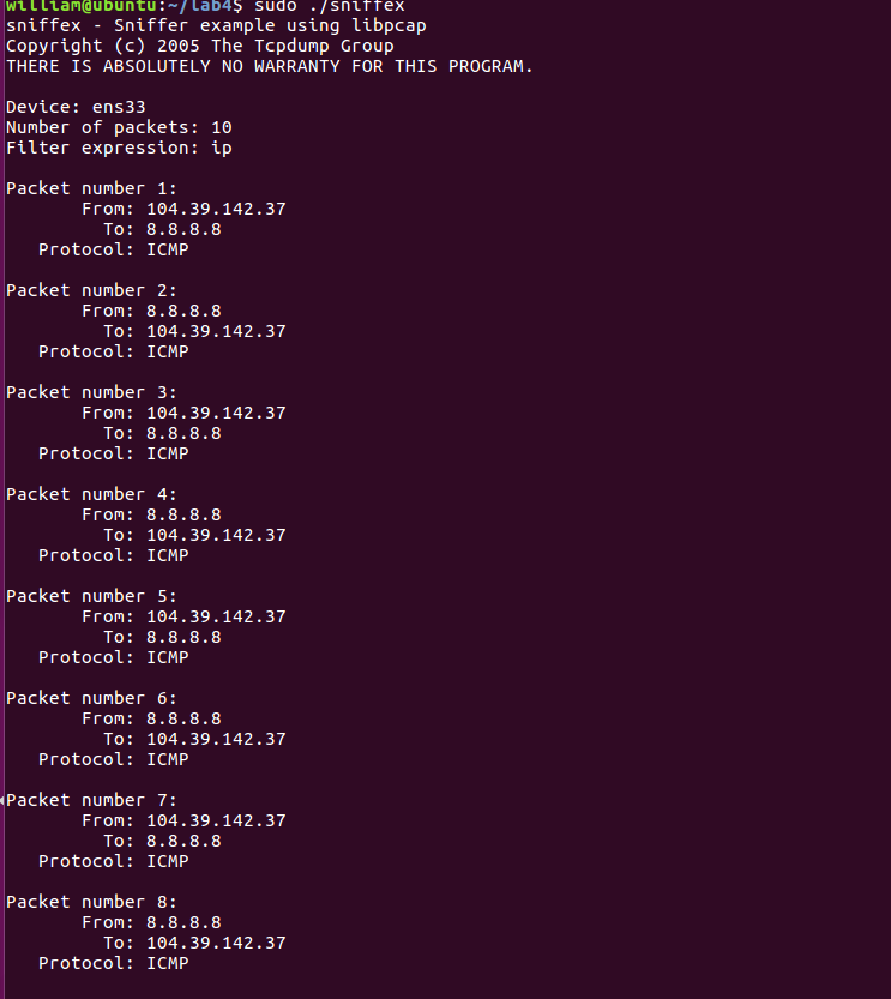 william@ubuntu:~/lab4$ sudo ./sniffex
sniffex - Sniffer example using libpcap
Copyright (c) 2005 The Tcpdump Group
THERE IS ABSOLUTELY NO WARRANTY FOR THIS PROGRAM.

Device: ens33
Number of packets: 10
Filter expression: ip

Packet number 1:
       From: 104.39.142.37
         To: 8.8.8.8
   Protocol: ICMP

Packet number 2:
       From: 8.8.8.8
         To: 104.39.142.37
   Protocol: ICMP

Packet number 3:
       From: 104.39.142.37
         To: 8.8.8.8
   Protocol: ICMP

Packet number 4:
       From: 8.8.8.8
         To: 104.39.142.37
   Protocol: ICMP

Packet number 5:
       From: 104.39.142.37
         To: 8.8.8.8
   Protocol: ICMP

Packet number 6:
       From: 8.8.8.8
         To: 104.39.142.37
   Protocol: ICMP

Packet number 7:
       From: 104.39.142.37
         To: 8.8.8.8
   Protocol: ICMP

Packet number 8:
       From: 8.8.8.8
         To: 104.39.142.37
   Protocol: ICMP